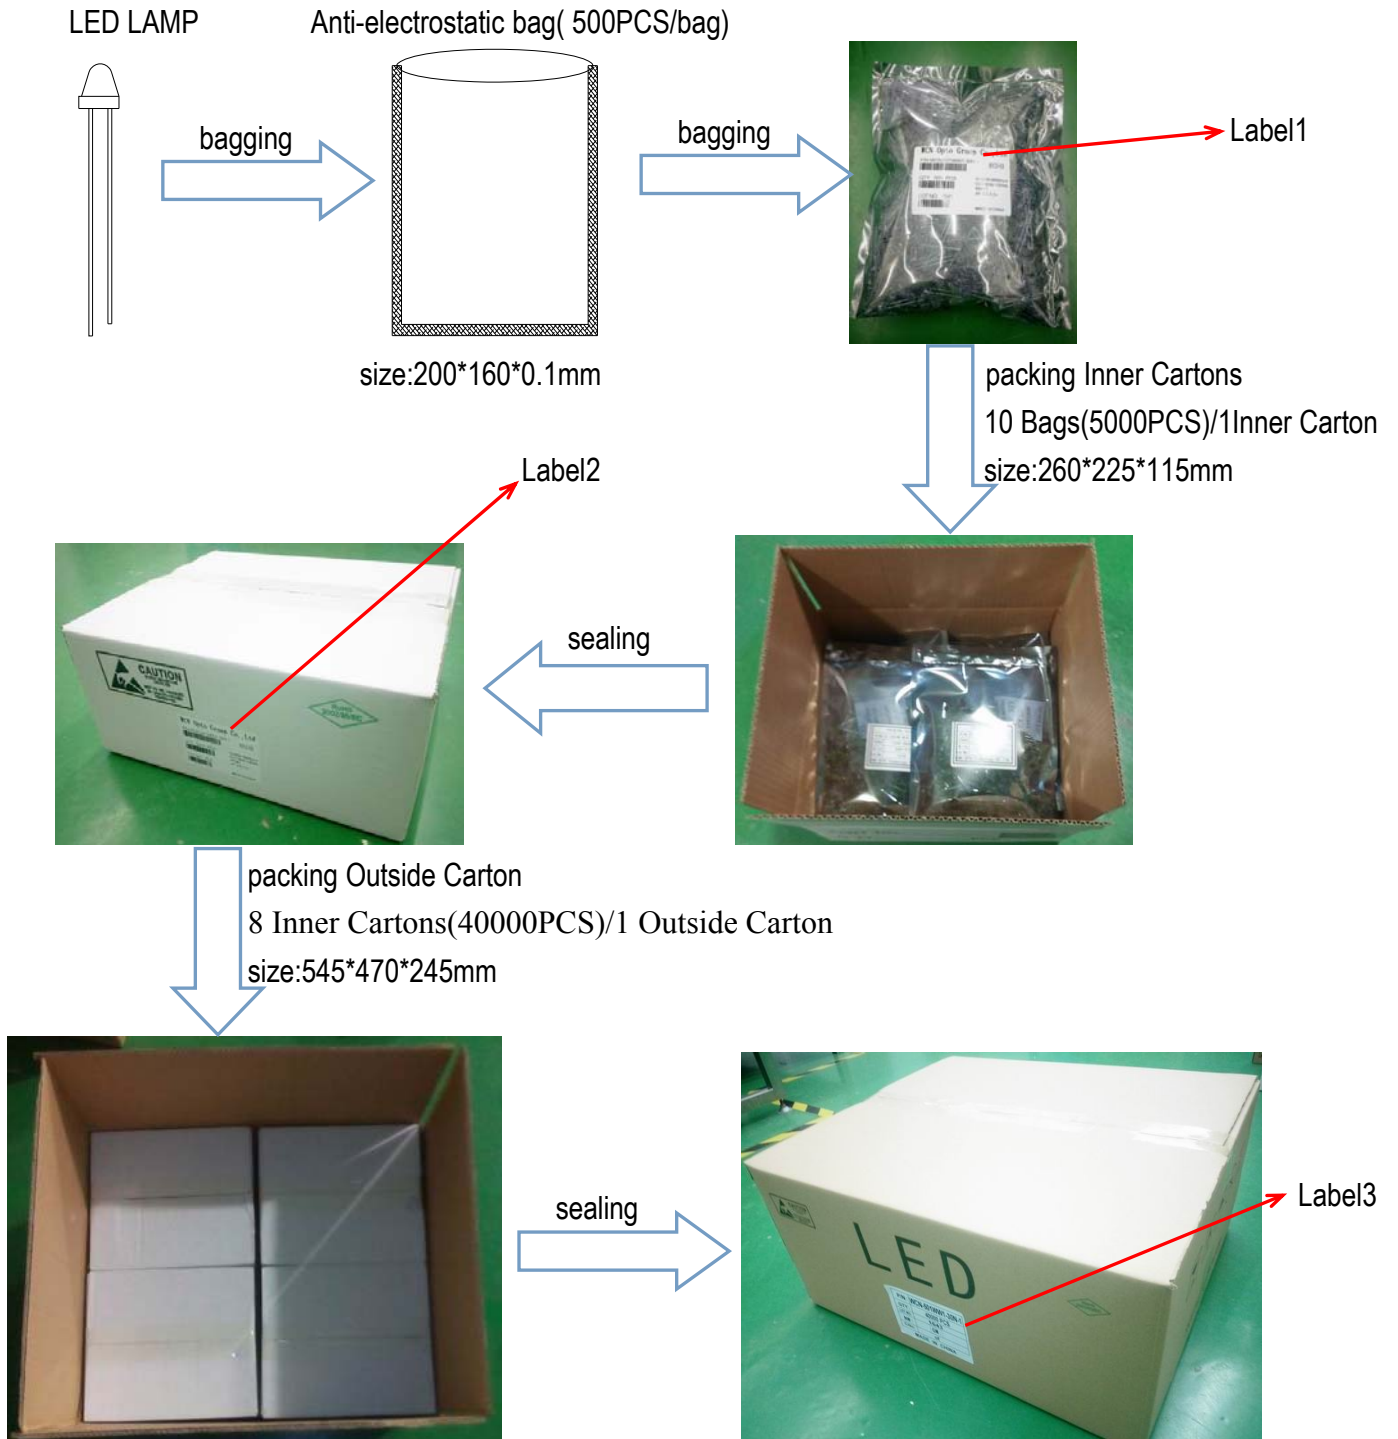 LED LAMP
Anti-electrostatic bag( 500PCS/bag)
bagging
bagging
Label1
size:200*160*0.1mm
packing Inner Cartons
10 Bags(5000PCS)/1Inner Carton
size:260*225*115mm
Label2
sealing
CAUTION
packing Outside Carton
8 Inner Cartons(40000PCS)/1 Outside Carton
size:545*470*245mm
sealing
Label3
LED